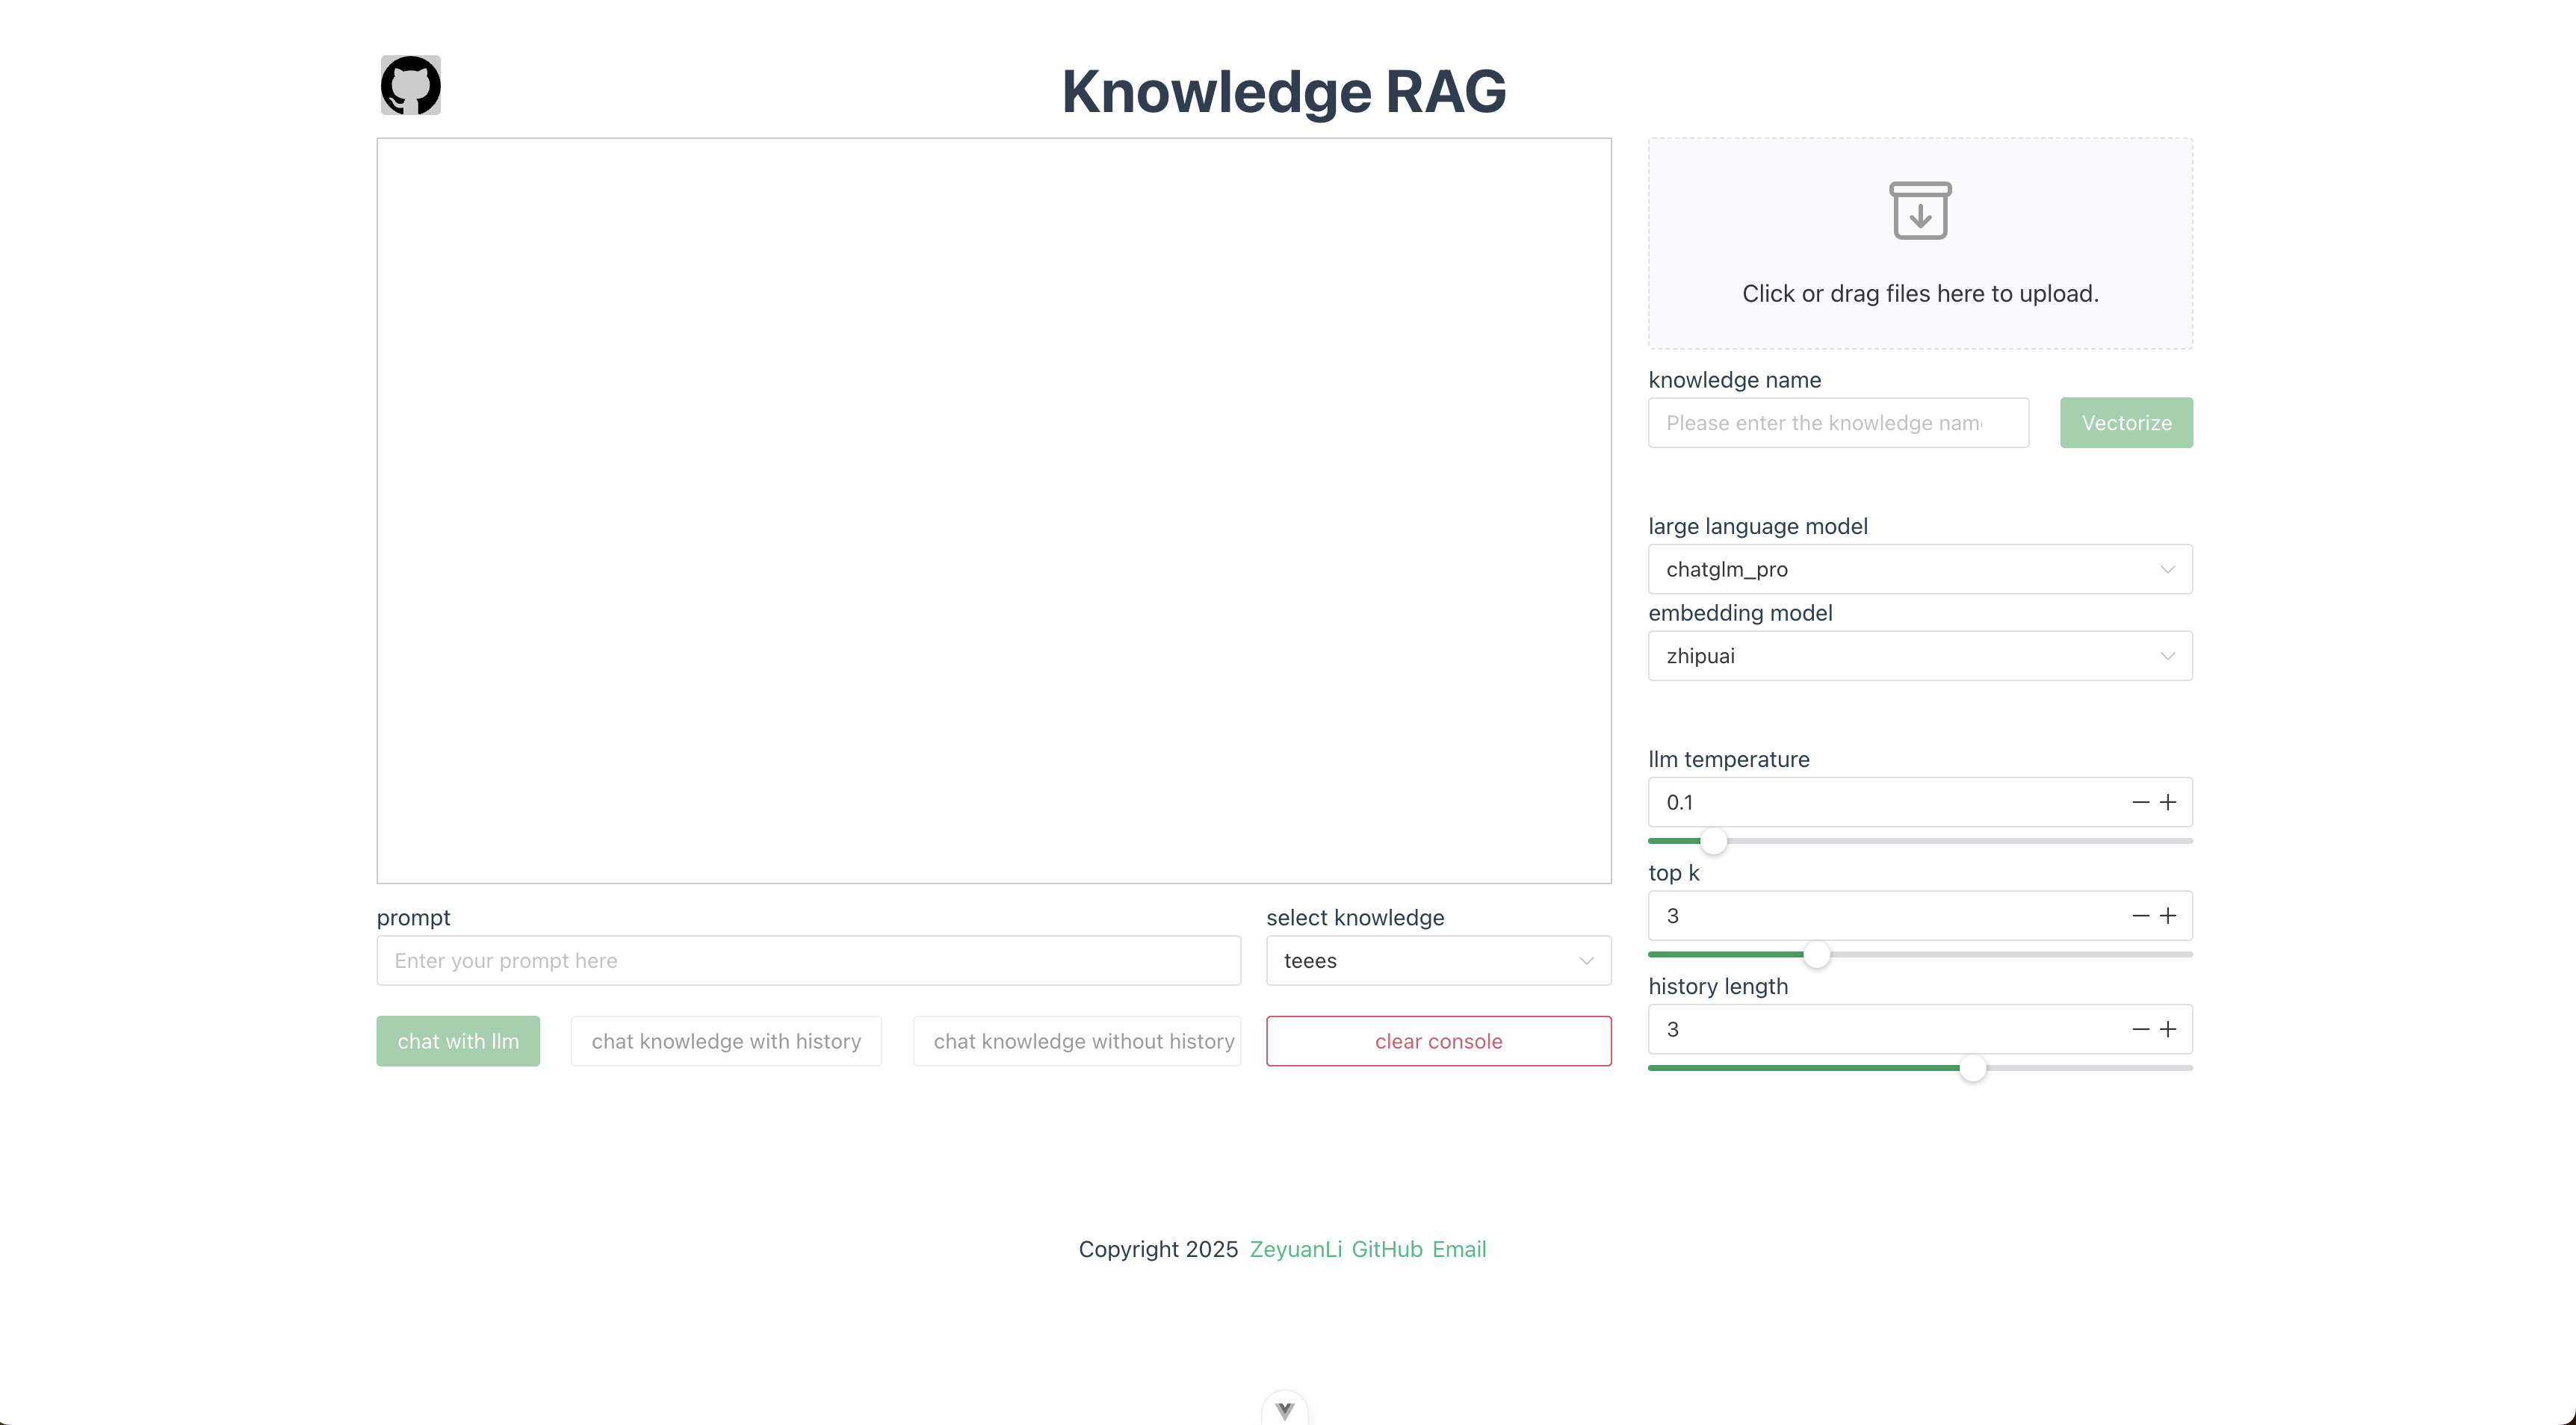 Knowledge RAG
Click or drag files here to upload.
knowledge name
Please enter the knowledge nam
Vectorize
large language model
chatglm_pro
embedding model
zhipuai
llm temperature
0.1
top k
3
history length
3
prompt
Enter your prompt here
select knowledge
teees
chat with llm
chat knowledge with history
chat knowledge without history
clear console
Copyright 2025 ZeyuanLi GitHub Email